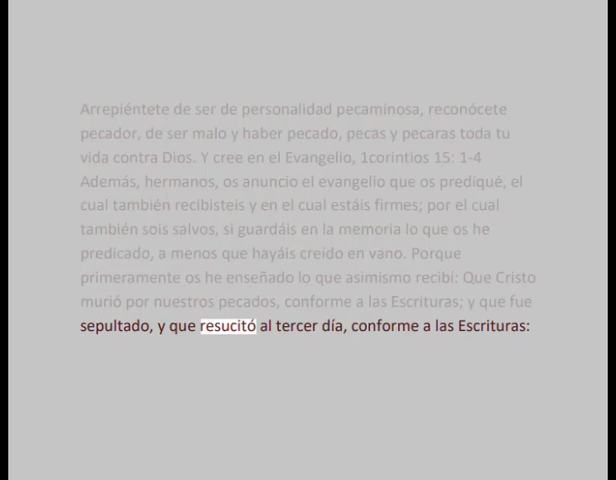 Arrepiéntete de ser de personalidad pecaminosa, reconócete
pecador, de ser malo y haber pecado, pecas y pecaras toda tu
vida contra Dios. Y cree en el Evangelio, 1corintios 15: 1-4
Además, hermanos, os anuncio el evangelio que os prediqué, el
cual también recibisteis y en el cual estáis firmes; por el cual
también sois salvos, si guardáis en la memoria lo que os he
predicado, a menos que hayáis creído en vano. Porque
primeramente os he enseñado lo que asimismo recibí: Que Cristo
murió por nuestros pecados, conforme a las Escrituras; y que fue
sepultado, y que resucitó al tercer día, conforme a las Escrituras: